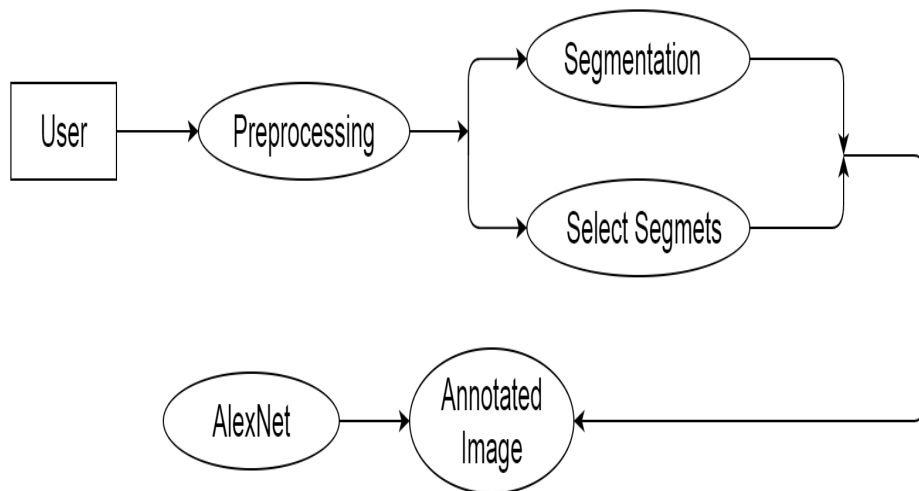 Segmentation
User
Preprocessing
Select Segmets
AlexNet
Annotated
Image